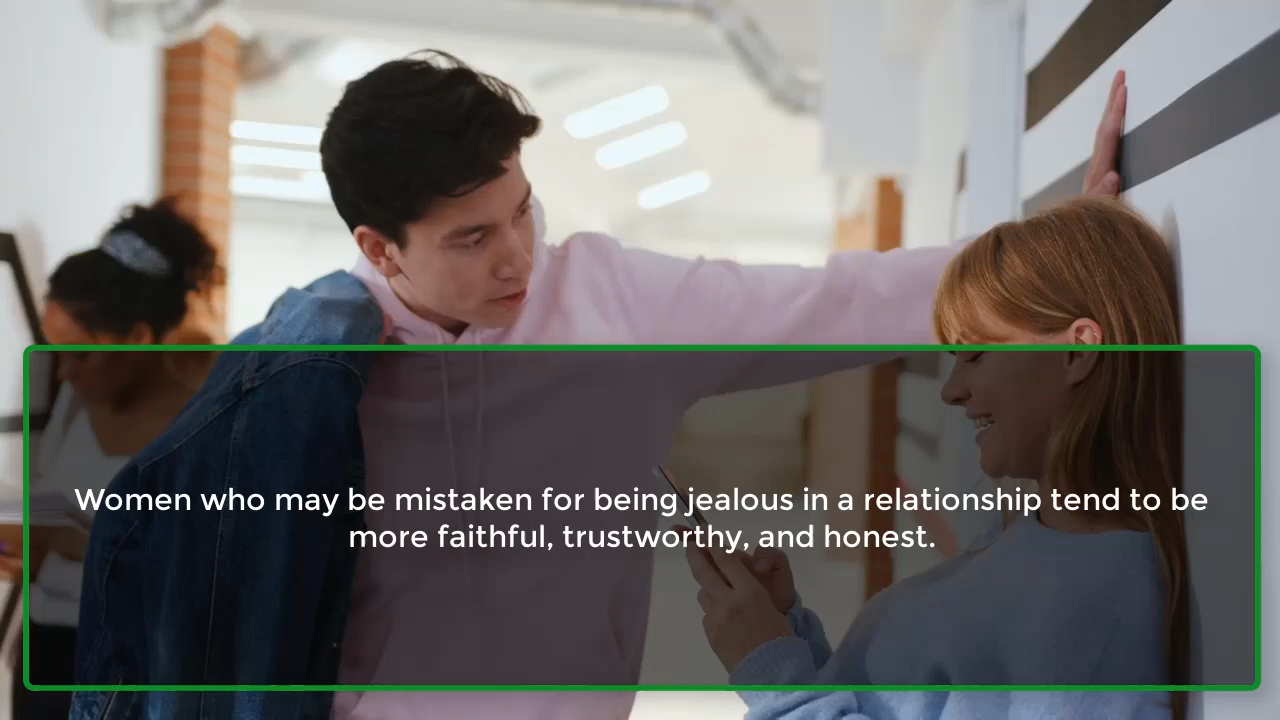 Women who may be mistaken for being jealous in a relationship tend to be
more faithful, trustworthy, and honest.